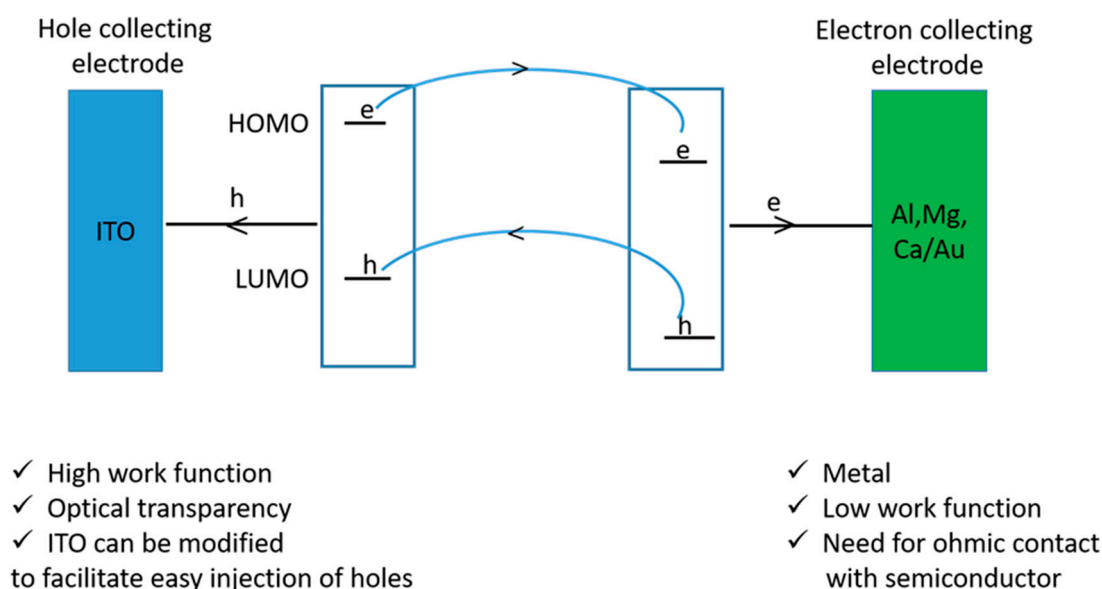 Hole collecting
electrode
Electron collecting
electrode
HOMO
e
e
h
ITO
e
Al,Mg,
Ca/Au
LUMO
h
h
✓ High work function
✓ Optical transparency
✓ ITO can be modified
to facilitate easy injection of holes
✓ Metal
✓ Low work function
✓ Need for ohmic contact
with semiconductor